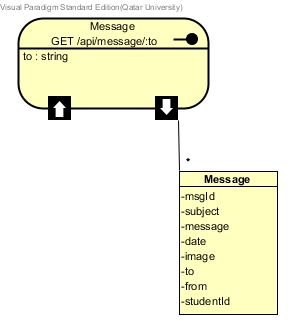 Visual Paradigm Standard Edition(Qatar University)
Message
GET /api/message/:to
to : string
*
Message
-msgId
-subject
-message
-date
-image
-to
-from
-studentId